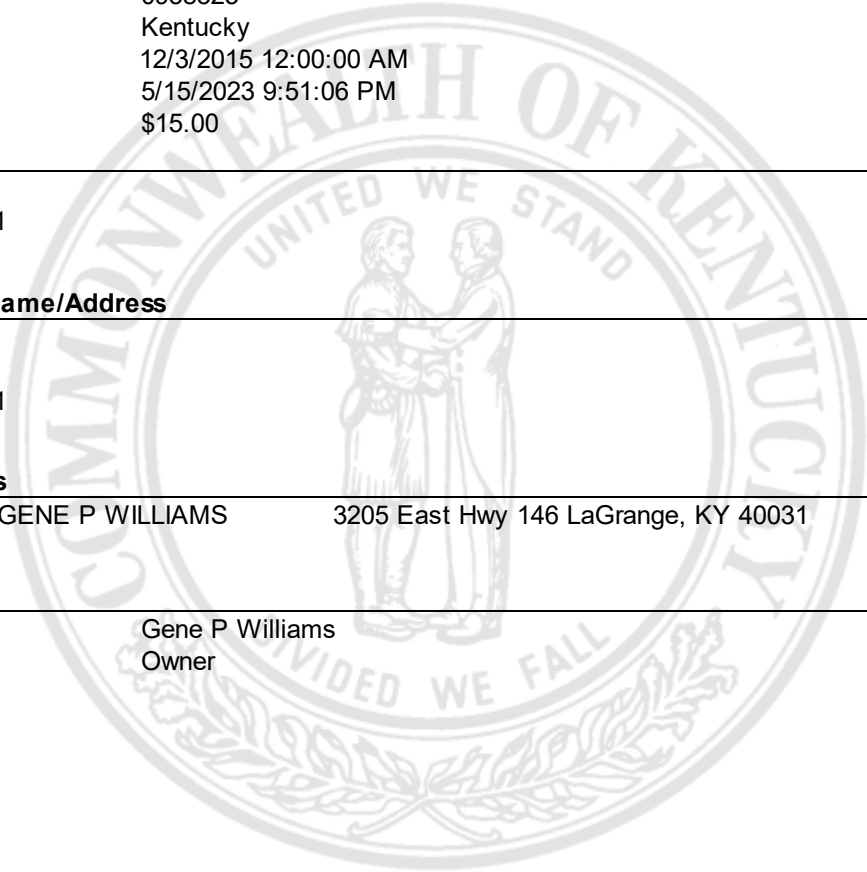 Kentucky
12/3/2015 12:00:00 AM
5/15/2023 9:51:06 PM
$15.00
1
ame/Address
1
s
GENE P WILLIAMS 3205 East Hwy 146 LaGrange, KY 40031
Gene P Williams
Owner
COMMONWEALTH OF KENTUCKY
UNITED WE STAND
DIVIDED WE FALL